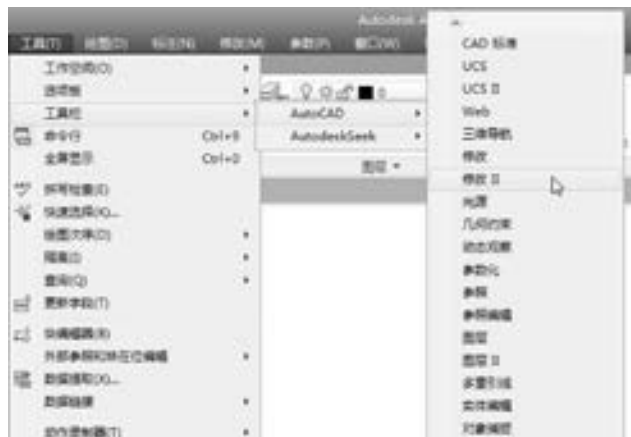 Autodesk A
工具(T) 绘图(D) 标注(N) 修改(M) 参数(P) 窗口(W)
工作空间(O)
选项板
工具栏
命令行 Ctrl+9
全屏显示 Ctrl+0
拼写检查(E)
快速选择(K)...
绘图次序(D)
隔离(I)
查询(Q)
更新字段(T)
块编辑器(B)
外部参照和块在位编辑
数据提取(X)...
数据链接
动作录制器(T)
0
图层
AutoCAD
AutodeskSeek
CAD 标准
UCS
UCS II
Web
三维导航
修改
修改 II
光源
几何约束
动态观察
参数化
参照
参照编辑
图层
图层 II
多重引线
实体编辑
对象捕捉